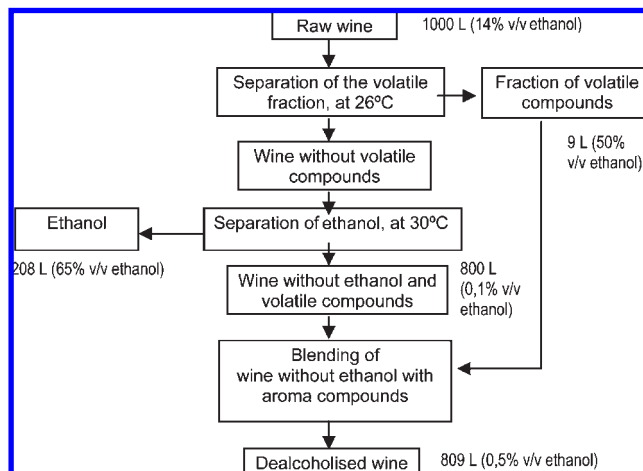 Raw wine
1000 L (14% v/v ethanol)
Separation of the volatile
fraction, at 26ºC
Fraction of volatile
compounds
9 L (50%
v/v ethanol)
Wine without volatile
compounds
Ethanol
Separation of ethanol, at 30ºC
208 L (65% v/v ethanol)
Wine without ethanol and
volatile compounds
800 L
(0,1% v/v
ethanol)
Blending of
wine without ethanol with
aroma compounds
Dealcoholised wine
809 L (0,5% v/v ethanol)